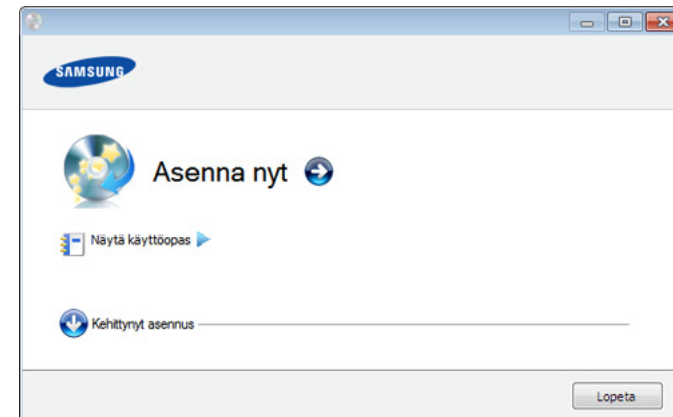 SAMSUNG
Asenna nyt
Näytä käyttöopas
Kehittynyt asennus
Lopeta